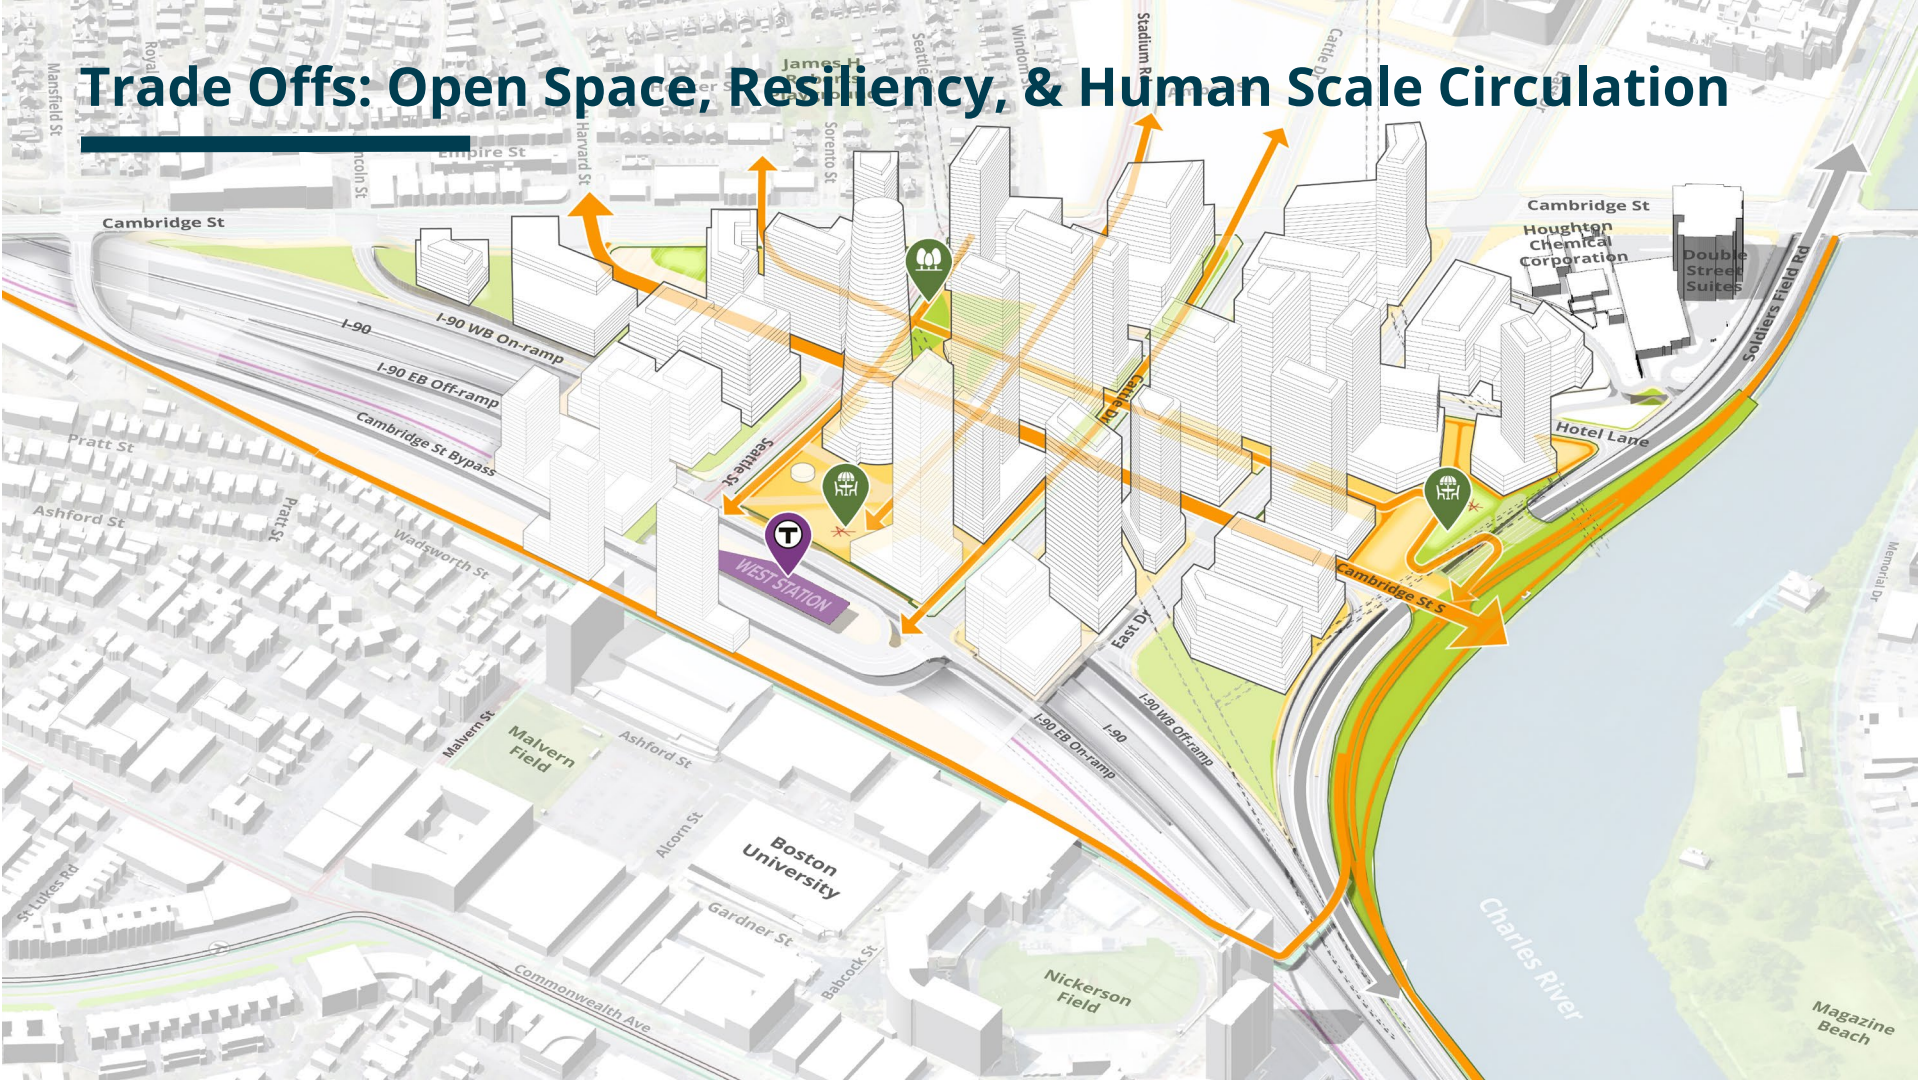 Trade Offs: Open Space, Resiliency, & Human Scale Circulation
Mansfield St
Empire St
Harvard St
Sorento St
Stadium Rd
Cattle Dr
James H
Cambridge St
Cambridge St
Houghton
Chemical
Corporation
Double
Street
Suites
Soldiers Field Rd
I-90
I-90 WB On-ramp
I-90 EB Off-ramp
Cambridge St Bypass
Seattle St
Cattle Dr
Hotel Lane
T
WEST STATION
Cambridge St S
East Dr
Pratt St
Pratt St
Ashford St
Wadsworth St
Memorial Dr
I-90 EB On-ramp
I-90
I-90 WB Off-ramp
Malvern St
Malvern
Field
Ashford St
Alcorn St
Boston
University
Gardner St
Babcock St
St Lukes Rd
Commonwealth Ave
Nickerson
Field
Charles River
Magazine
Beach